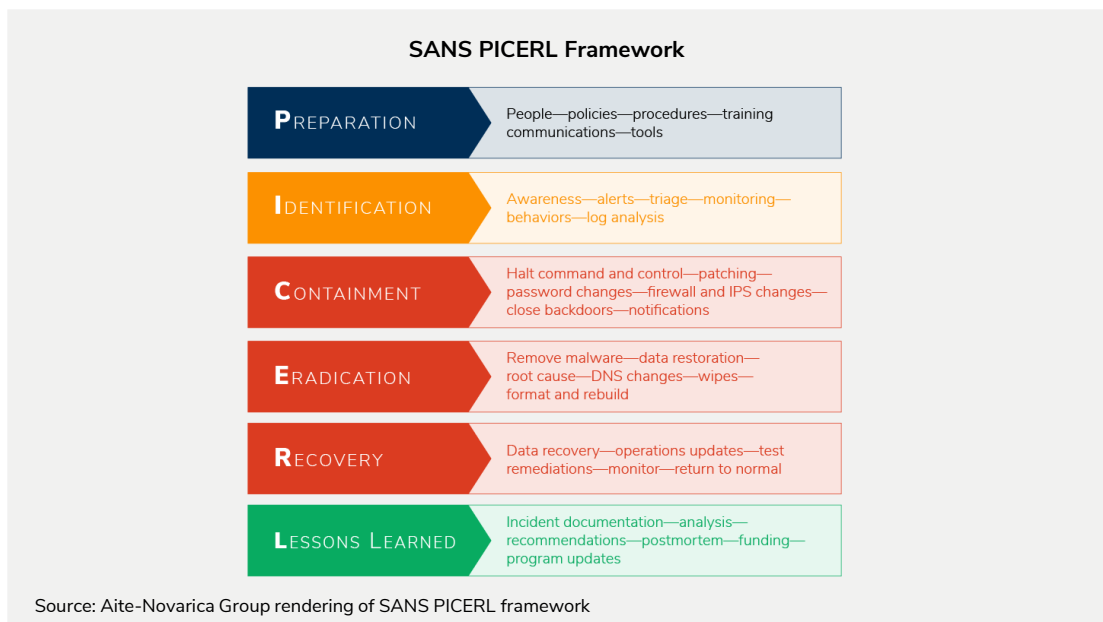 SANS PICERL Framework
PREPARATION
People—policies—procedures—training
communications—tools
IDENTIFICATION
Awareness—alerts—triage—monitoring—
behaviors—log analysis
CONTAINMENT
Halt command and control—patching—
password changes—firewall and IPS changes—
close backdoors—notifications
ERADICATION
Remove malware—data restoration—
root cause—DNS changes—wipes—
format and rebuild
RECOVERY
Data recovery—operations updates—test
remediations—monitor—return to normal
LESSONS LEARNED
Incident documentation—analysis—
recommendations—postmortem—funding—
program updates
Source: Aite-Novarica Group rendering of SANS PICERL framework